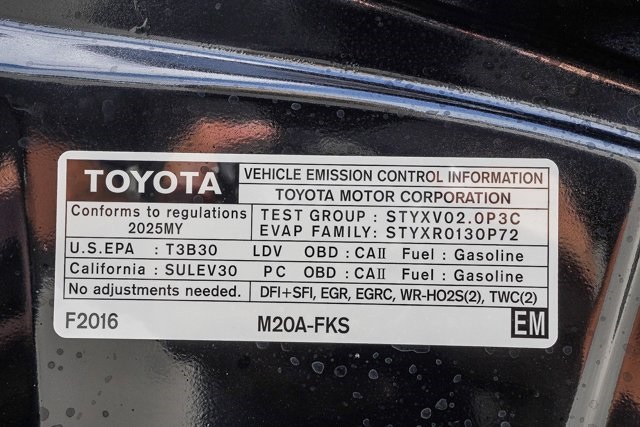 TOYOTA
VEHICLE EMISSION CONTROL INFORMATION
TOYOTA MOTOR CORPORATION
Conforms to regulations
2025MY
TEST GROUP : STYXV02.0P3C
EVAP FAMILY: STYXR0130P72
U.S.EPA : T3B30 LDV OBD : CAII Fuel : Gasoline
California : SULEV30 PC OBD : CAII Fuel : Gasoline
No adjustments needed. DFI+SFI, EGR, EGRC, WR-HO2S(2), TWC(2)
F2016 M20A-FKS EM